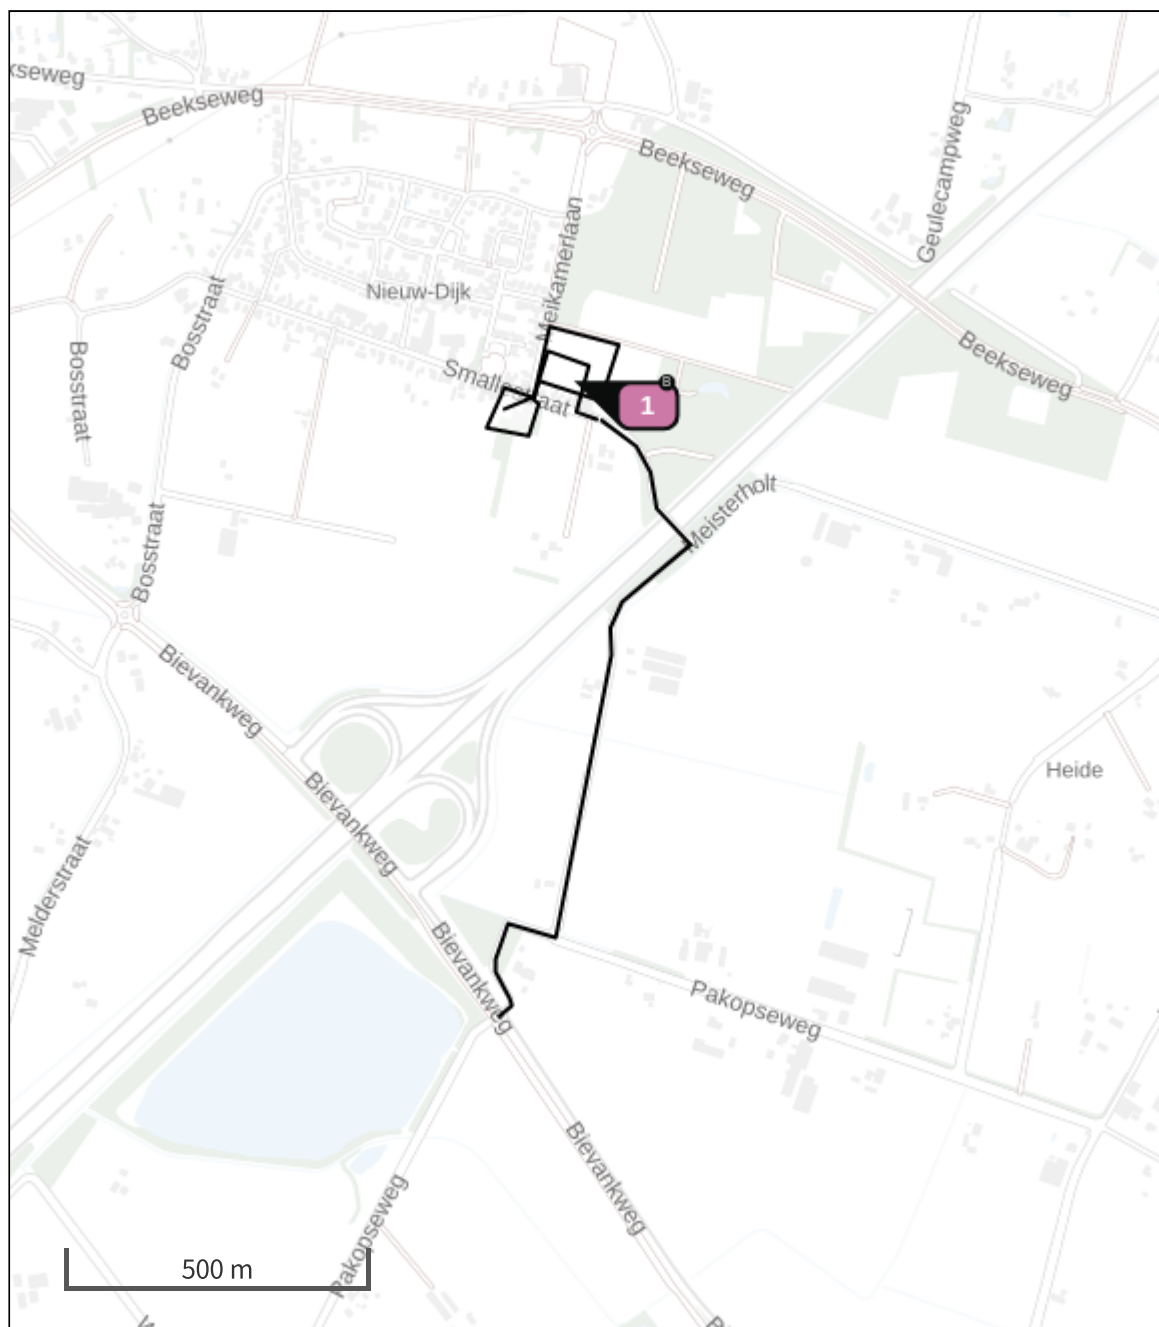 kseweg
Beekseweg
Beekseweg
Geulecampweg
Meikamerlaan
Nieuw-Dijk
Bosstraat
Bosstraat
Beekseweg
1
B
Meisterholt
Bosstraat
Bievankweg
Heide
Bievankweg
Melderstraat
Bievankweg
Pakopseweg
Bievankweg
Pakopseweg
500 m